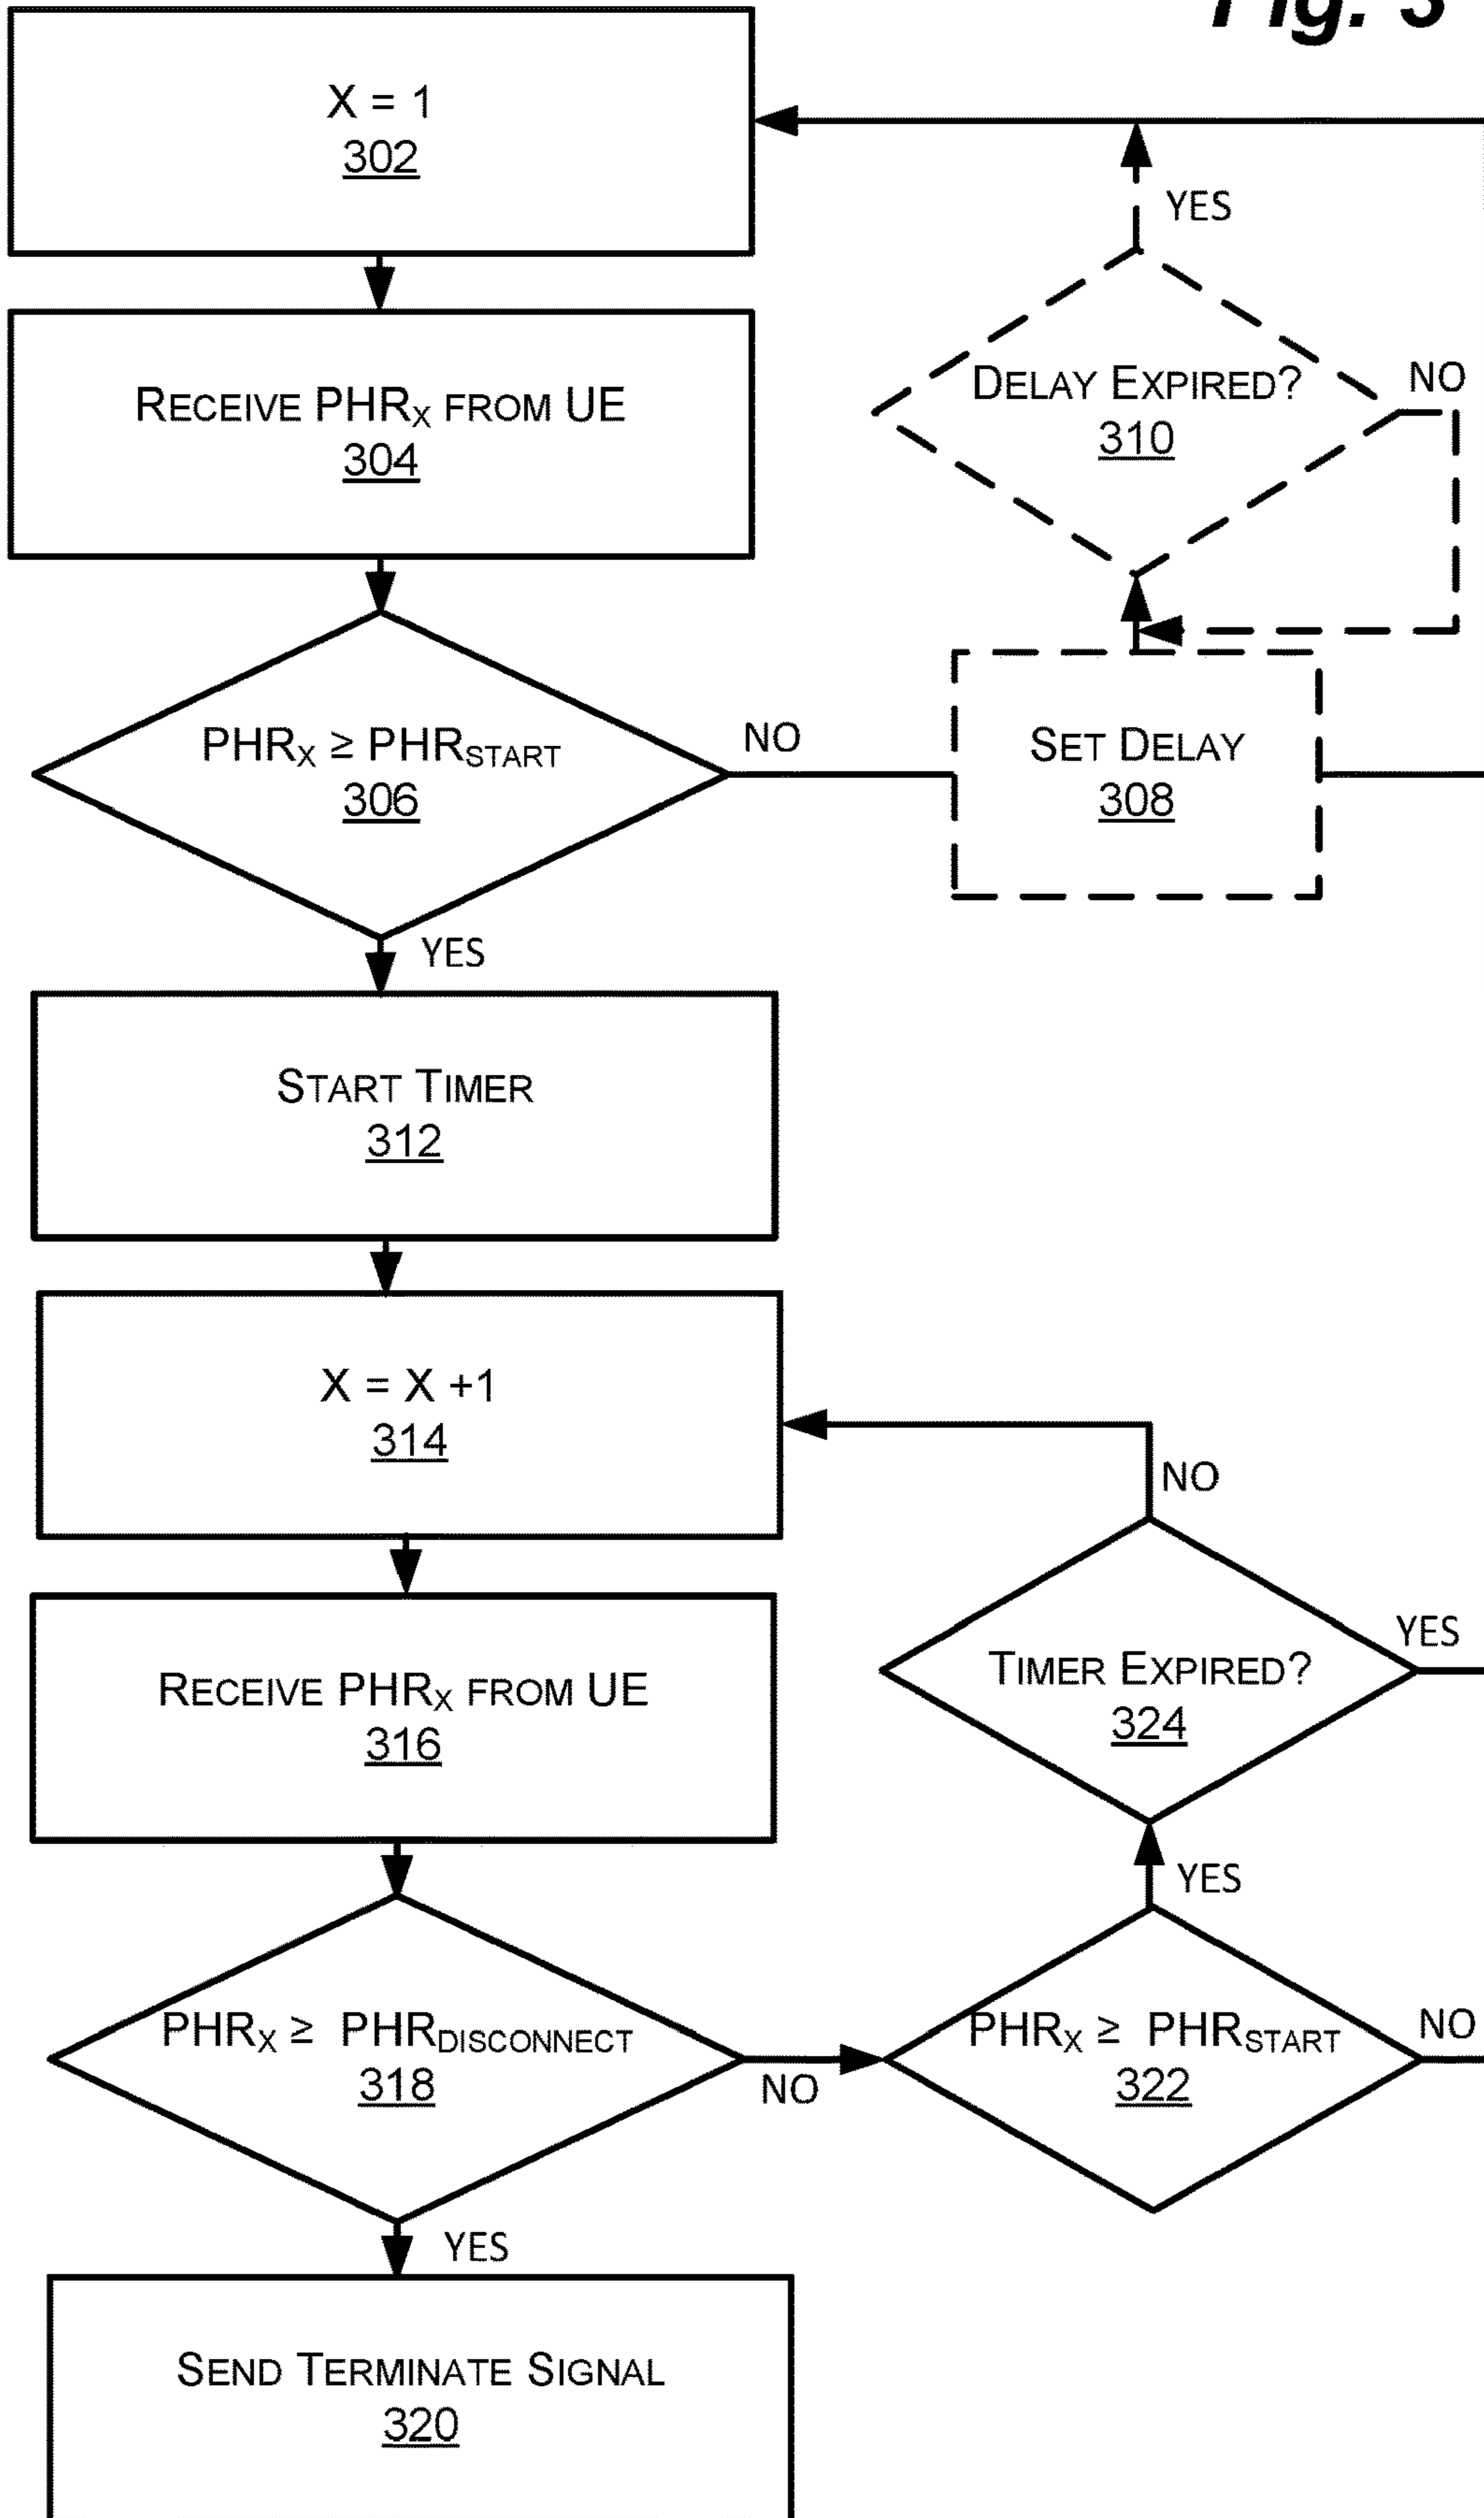 Fig. 3
X = 1
302
YES
RECEIVE PHRX FROM UE
304
DELAY EXPIRED?
310
NO
PHRX ≥ PHRSTART
306
NO
SET DELAY
308
YES
START TIMER
312
X = X +1
314
NO
RECEIVE PHRX FROM UE
316
TIMER EXPIRED?
324
YES
YES
PHRX ≥ PHRDISCONNECT
318
NO
PHRX ≥ PHRSTART
322
NO
YES
SEND TERMINATE SIGNAL
320